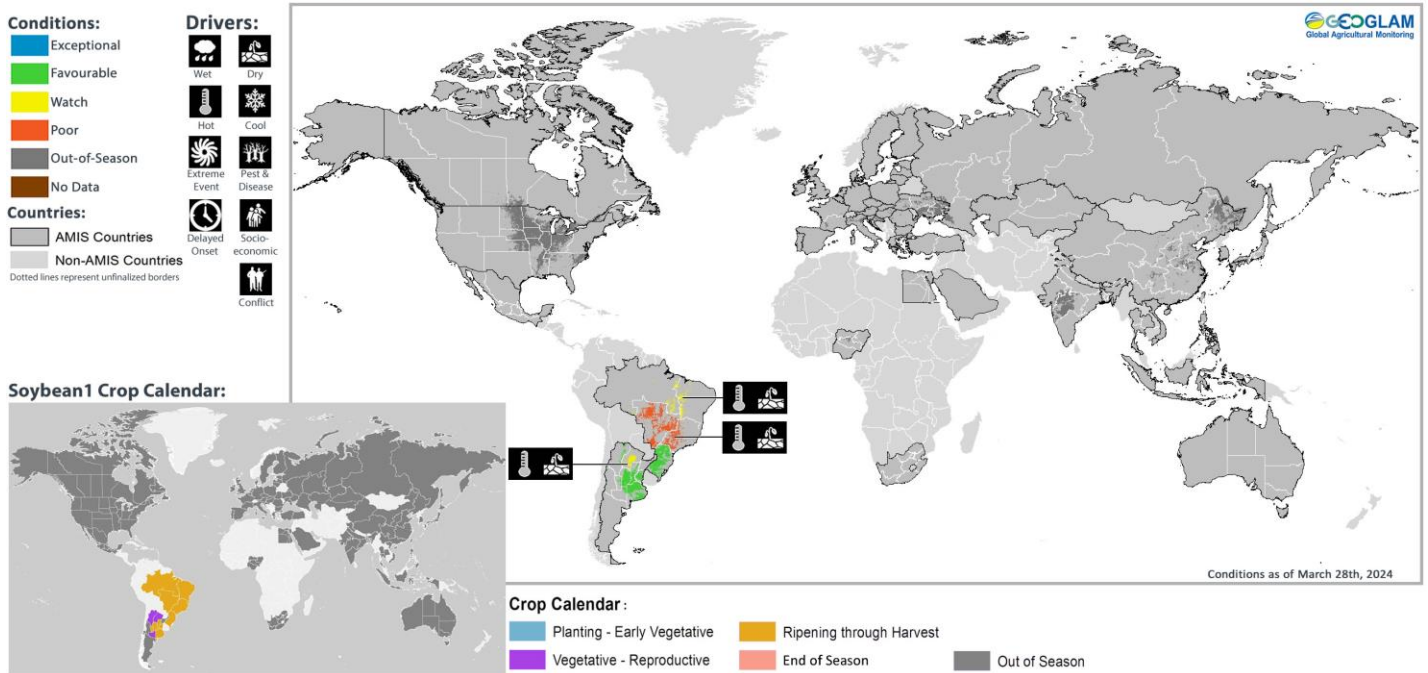 Conditions:
Exceptional
Favourable
Watch
Poor
Out-of-Season
No Data
Countries:
AMIS Countries
Non-AMIS Countries
Dotted lines represent unfinalized borders
Drivers:
Wet
Dry
Hot
Cool
Extreme
Event
Pest &
Disease
Delayed
Onset
Socio-
economic
Conflict
GEOGLAM
Global Agricultural Monitoring
Conditions as of March 28th, 2024
Soybean1 Crop Calendar:
Crop Calendar :
Planting - Early Vegetative
Vegetative - Reproductive
Ripening through Harvest
End of Season
Out of Season